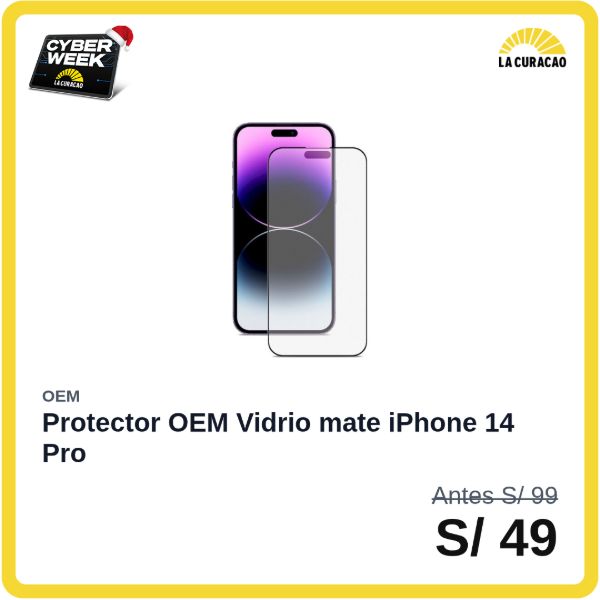 CYBER
WEEK
LA CURACAO
LA CURACAO
OEM
Protector OEM Vidrio mate iPhone 14
Pro
Antes S/ 99
S/ 49